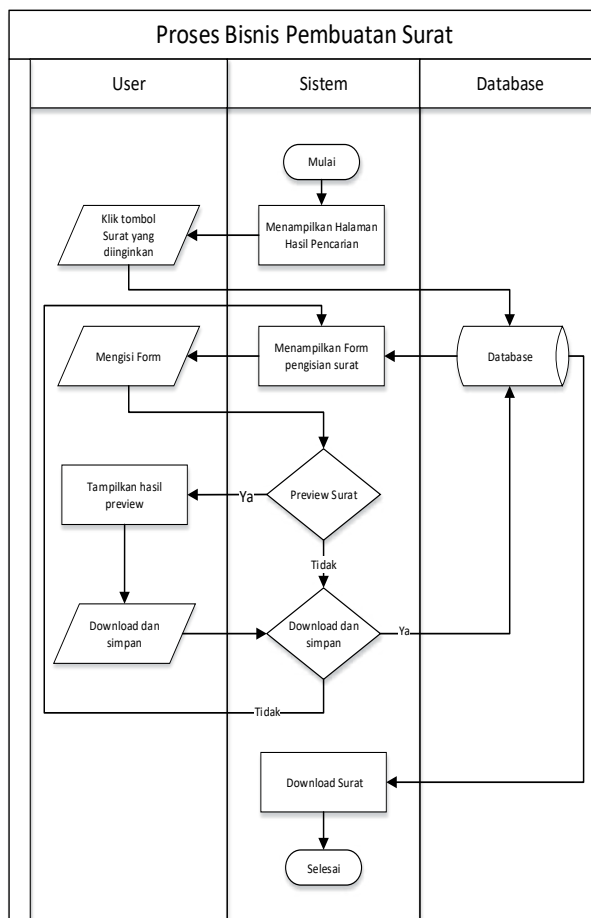 Proses Bisnis Pembuatan Surat
User
Sistem
Database
Mulai
Klik tombol
Surat yang
diinginkan
Menampilkan Halaman
Hasil Pencarian
Mengisi Form
Menampilkan Form
pengisian surat
Database
Tampilkan hasil
preview
Ya
Preview Surat
Tidak
Download dan
simpan
Download dan
simpan
Ya
Tidak
Download Surat
Selesai